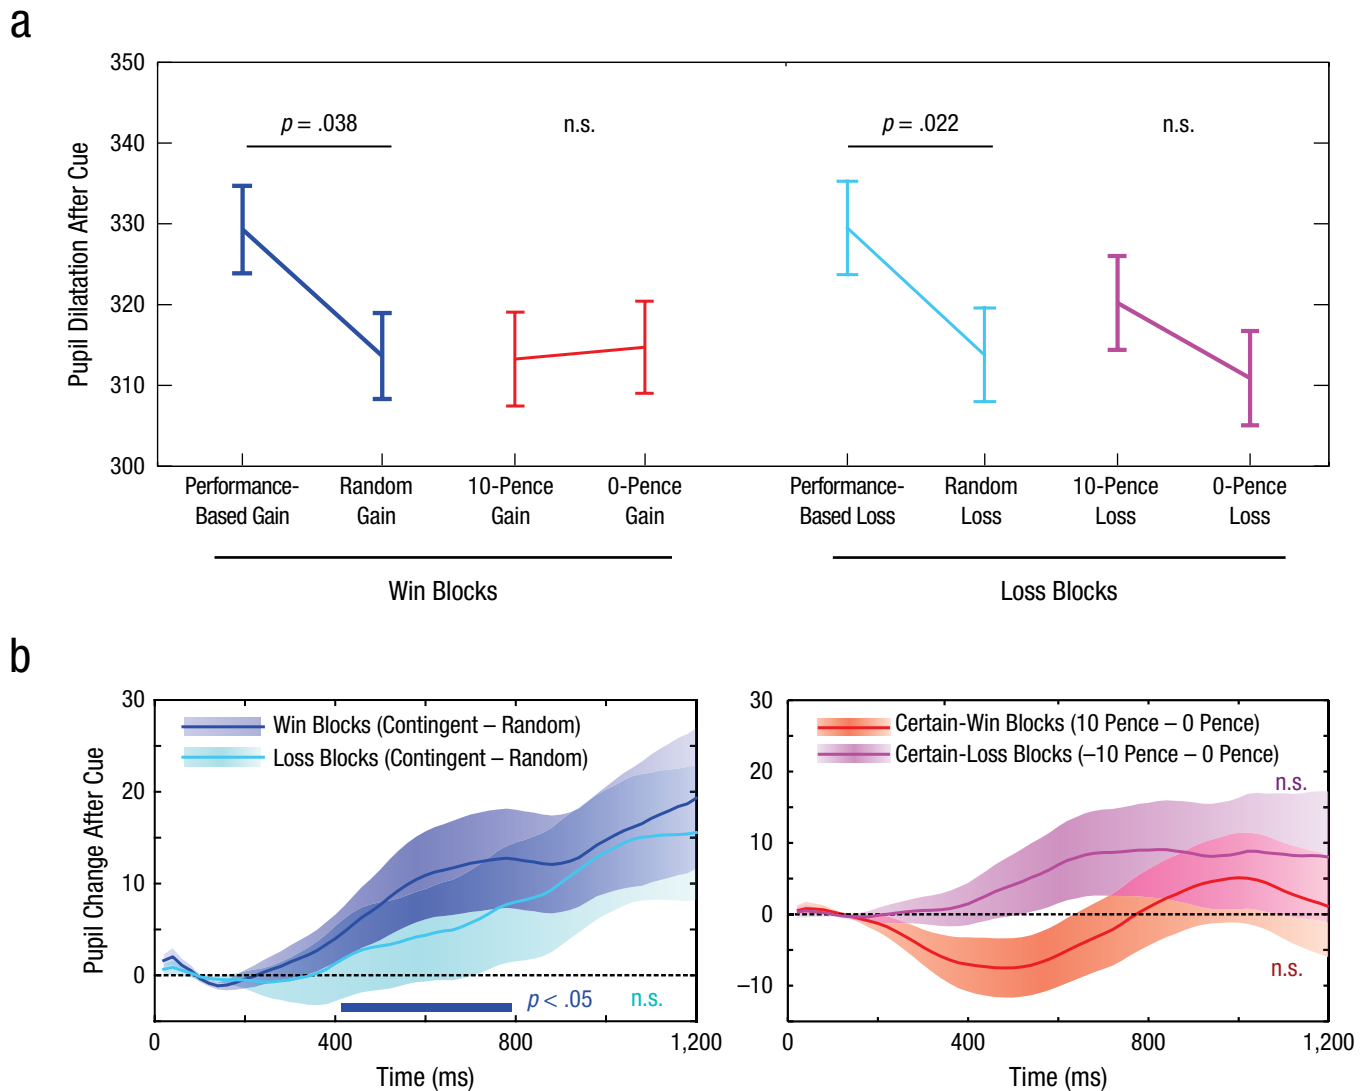 a
350
340
330
320
310
300
Pupil Dilatation After Cue
p = .038
n.s.
p = .022
n.s.
Performance-
Based Gain
Random
Gain
10-Pence
Gain
0-Pence
Gain
Performance-
Based Loss
Random
Loss
10-Pence
Loss
0-Pence
Loss
Win Blocks
Loss Blocks
b
30
20
10
0
Pupil Change After Cue
Win Blocks (Contingent – Random)
Loss Blocks (Contingent – Random)
p < .05
n.s.
0
400
800
1,200
Time (ms)
30
20
10
0
–10
Certain-Win Blocks (10 Pence – 0 Pence)
Certain-Loss Blocks (–10 Pence – 0 Pence)
n.s.
n.s.
0
400
800
1,200
Time (ms)